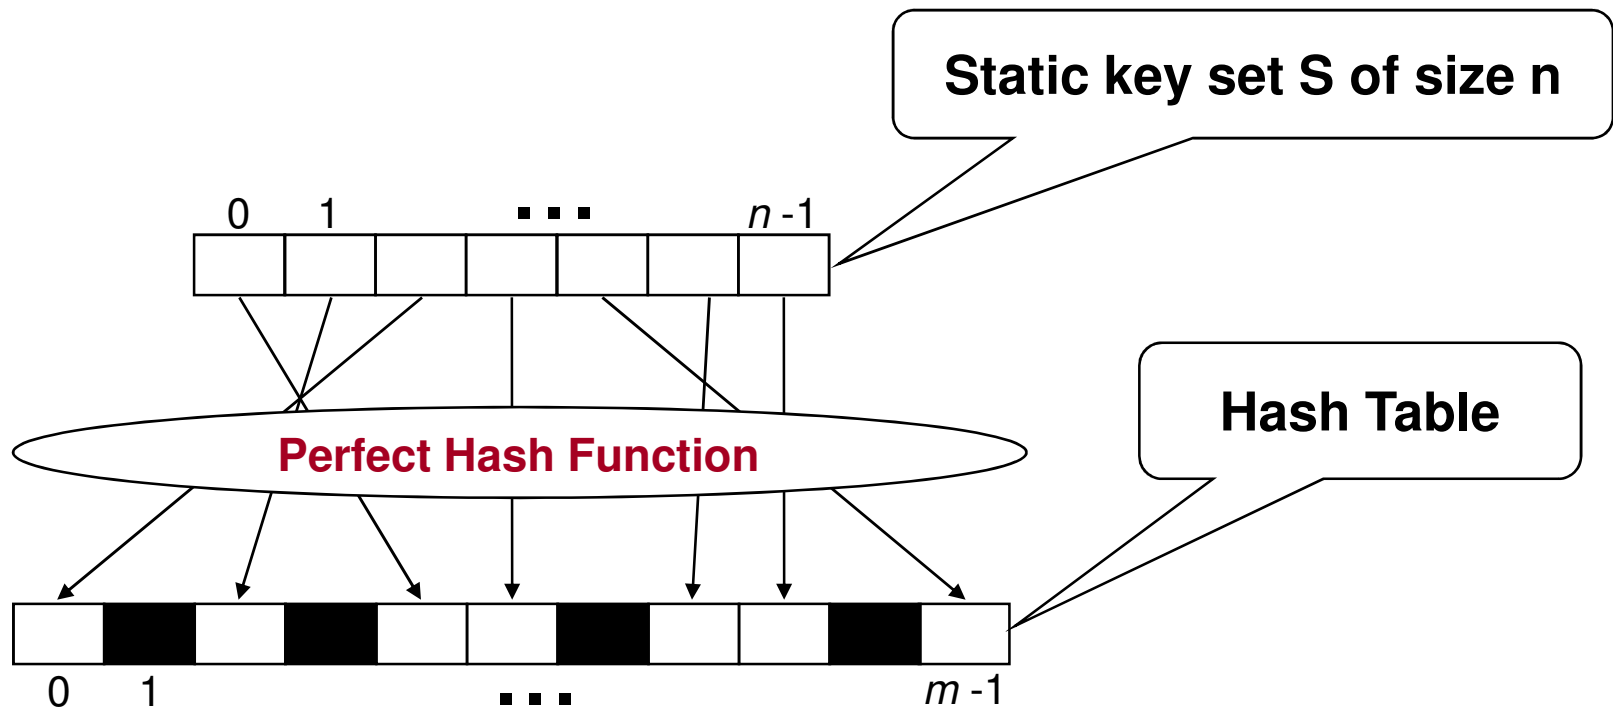 Static key set S of size n
0 1 ... n -1
Hash Table
Perfect Hash Function
0 1 ... m -1